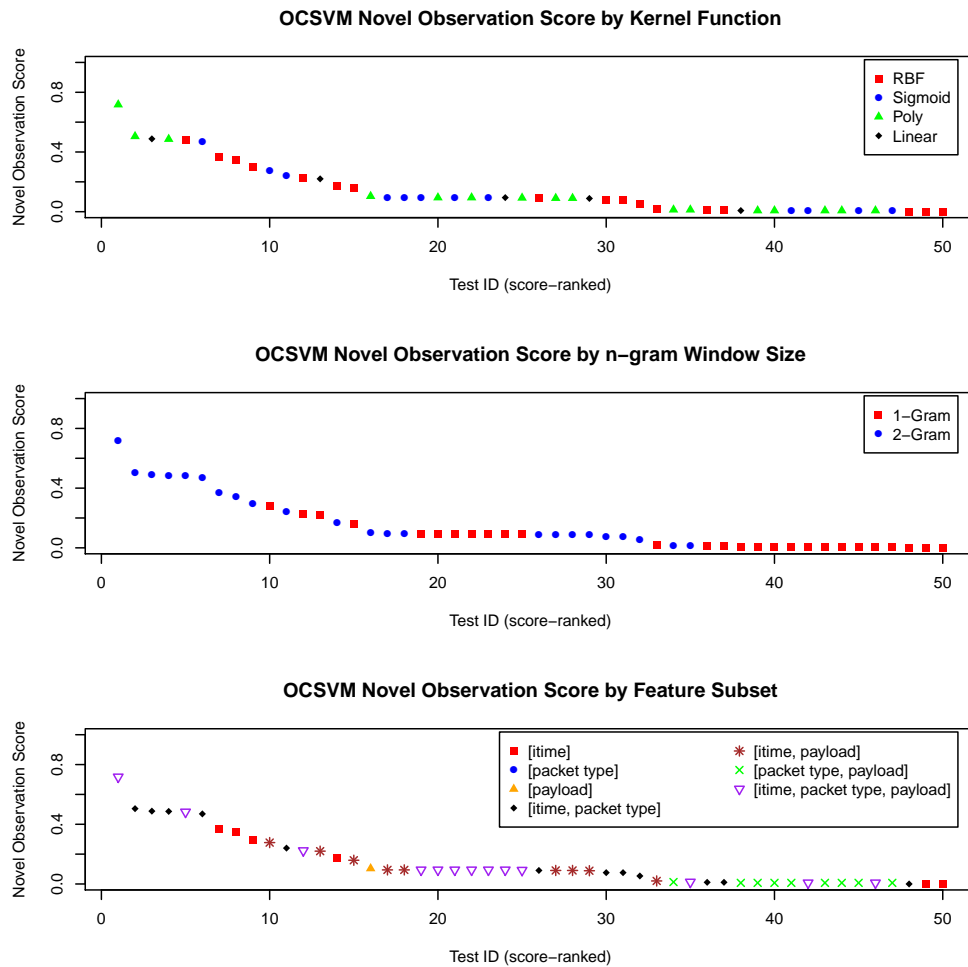 OCSVM Novel Observation Score by Kernel Function
Novel Observation Score
0.0 0.4 0.8
RBF
Sigmoid
Poly
Linear
0 10 20 30 40 50
Test ID (score−ranked)
OCSVM Novel Observation Score by n−gram Window Size
Novel Observation Score
0.0 0.4 0.8
1−Gram
2−Gram
0 10 20 30 40 50
Test ID (score−ranked)
OCSVM Novel Observation Score by Feature Subset
Novel Observation Score
0.0 0.4 0.8
[itime]
[packet type]
[payload]
[itime, packet type]
[itime, payload]
[packet type, payload]
[itime, packet type, payload]
0 10 20 30 40 50
Test ID (score−ranked)